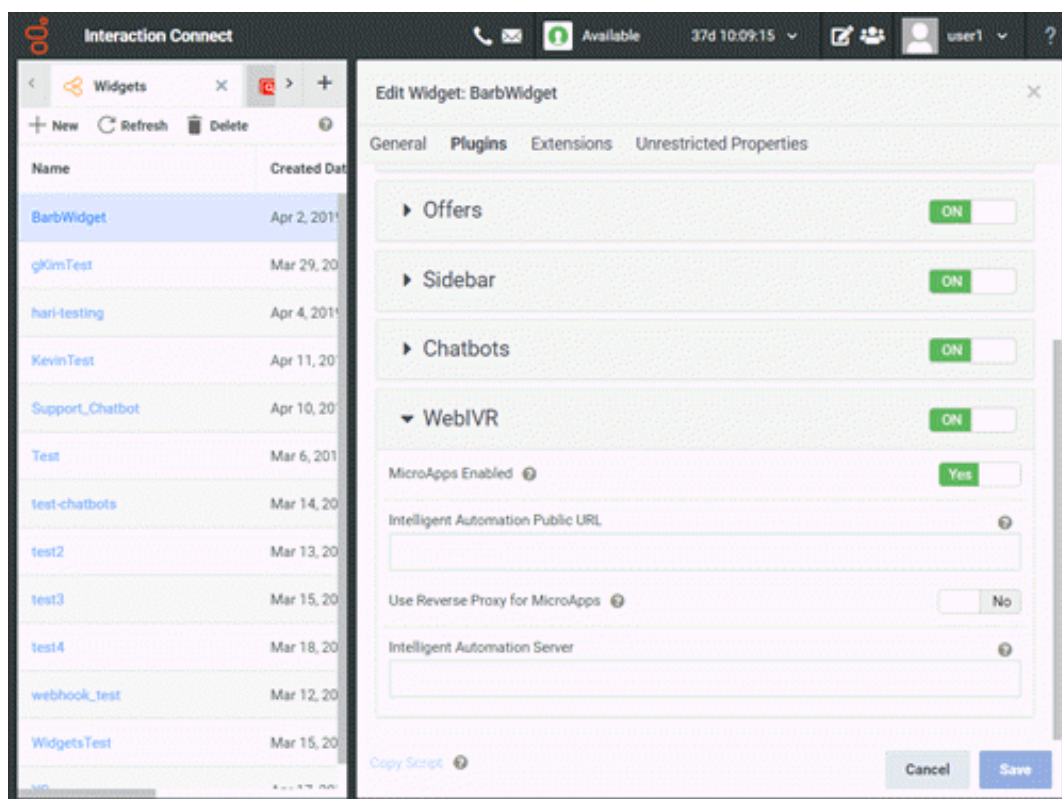 Interaction Connect
Available
37d 10:09:15
user1
?
Widgets
New Refresh Delete
Name Created Dat
BarbWidget Apr 2, 201
gKimTest Mar 29, 20
hari-testing Apr 4, 201
KevinTest Apr 11, 20
Support_Chatbot Apr 10, 20
Test Mar 6, 201
test-chatbots Mar 14, 20
test2 Mar 13, 20
test3 Mar 15, 20
test4 Mar 18, 20
webhook_test Mar 12, 20
WidgetsTest Mar 15, 20
Edit Widget: BarbWidget
General Plugins Extensions Unrestricted Properties
Offers ON
Sidebar ON
Chatbots ON
WebIVR ON
MicroApps Enabled Yes
Intelligent Automation Public URL
Use Reverse Proxy for MicroApps No
Intelligent Automation Server
Copy Script
Cancel Save